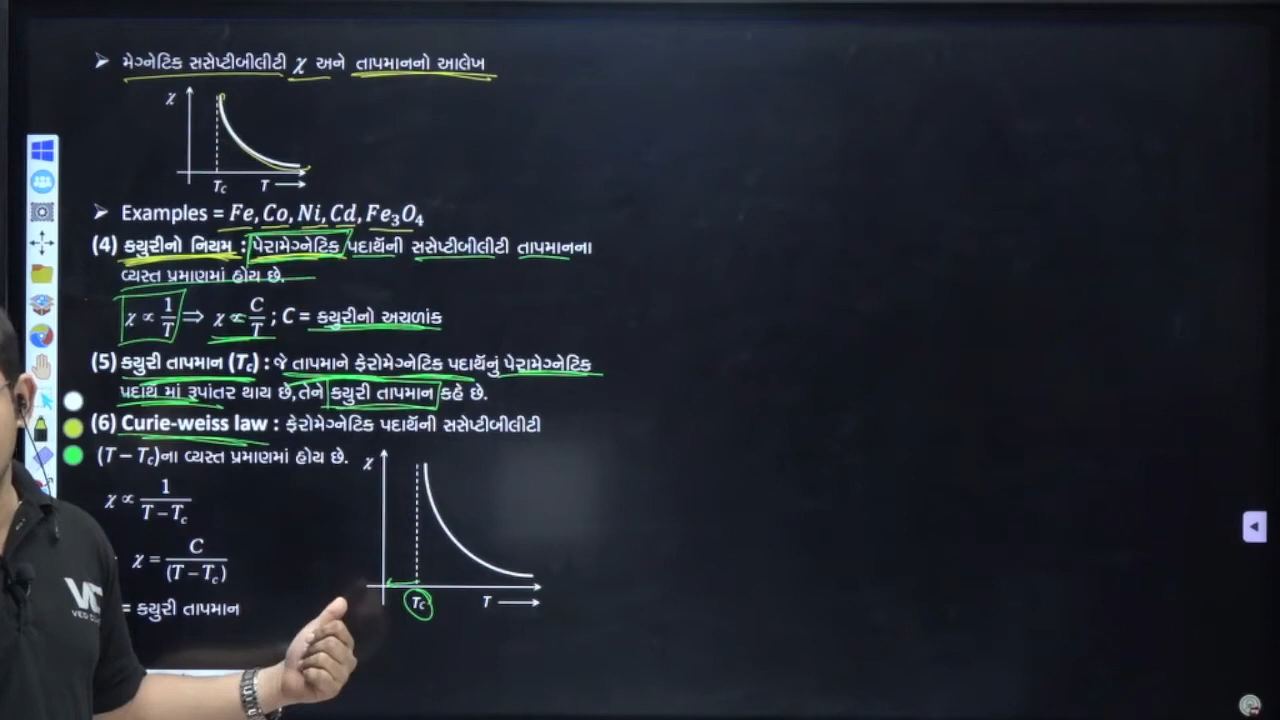 ➤ મેગ્નેટિક સસેપ્ટીબીલીટી χ અને તાપમાનનો આલેખ
χ
T_c T ⟶
➤ Examples = Fe, Co, Ni, Cd, Fe₃O₄
(4) ક્યુરીનો નિયમ : પેરામેગ્નેટિક પદાર્થની સસેપ્ટીબીલીટી તાપમાનના
વ્યસ્ત પ્રમાણમાં હોય છે.
χ ∝ 1/T ⟹ χ ∝ C/T ; C = ક્યુરીનો અચળાંક
(5) ક્યુરી તાપમાન (T_c) : જે તાપમાને ફેરોમેગ્નેટિક પદાર્થનું પેરામેગ્નેટિક
પદાર્થ માં રૂપાંતર થાય છે,તેને ક્યુરી તાપમાન કહે છે.
(6) Curie-weiss law : ફેરોમેગ્નેટિક પદાર્થની સસેપ્ટીબીલીટી
(T – T_c)ના વ્યસ્ત પ્રમાણમાં હોય છે.
χ
χ ∝ 1/(T – T_c)
χ = C/(T – T_c)
= ક્યુરી તાપમાન
T_c T ⟶